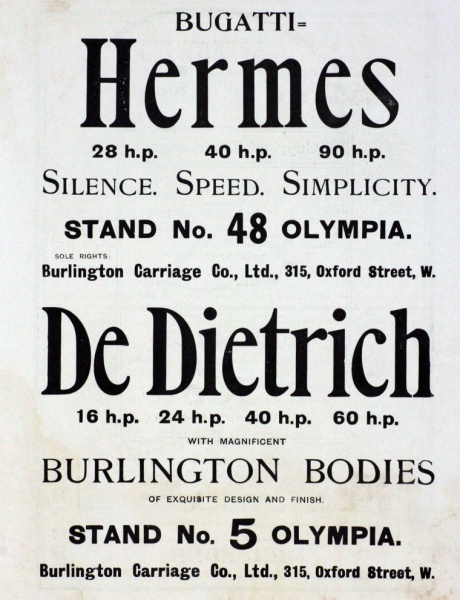 BUGATTI=
Hermes
28 h.p. 40 h.p. 90 h.p.
SILENCE. SPEED. SIMPLICITY.
STAND No. 48 OLYMPIA.
SOLE RIGHTS:
Burlington Carriage Co., Ltd., 315, Oxford Street, W.
De Dietrich
16 h.p. 24 h.p. 40 h.p. 60 h.p.
WITH MAGNIFICENT
BURLINGTON BODIES
OF EXQUISITE DESIGN AND FINISH.
STAND No. 5 OLYMPIA.
Burlington Carriage Co., Ltd., 315, Oxford Street, W.